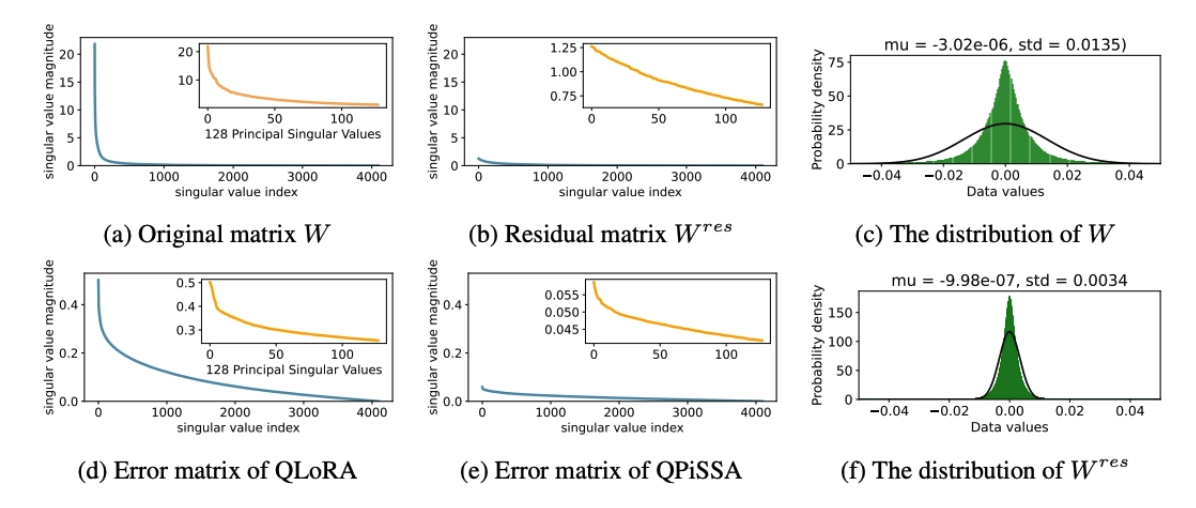 singular value magnitude
20
15
10
5
0
20
10
0 50 100
128 Principal Singular Values
0 1000 2000 3000 4000
singular value index
(a) Original matrix W
singular value magnitude
20
15
10
5
0
1.25
1.00
0.75
0 50 100
0 1000 2000 3000 4000
singular value index
(b) Residual matrix W^{res}
mu = -3.02e-06, std = 0.0135)
Probability density
75
50
25
0
−0.04 −0.02 0.00 0.02 0.04
Data values
(c) The distribution of W
singular value magnitude
0.4
0.2
0.0
0.5
0.4
0.3
0 100
128 Principal Singular Values
0 1000 2000 3000 4000
singular value index
(d) Error matrix of QLoRA
singular value magnitude
0.4
0.2
0.0
0.055
0.050
0.045
0 50 100
0 1000 2000 3000 4000
singular value index
(e) Error matrix of QPiSSA
mu = -9.98e-07, std = 0.0034
Probability density
150
100
50
0
−0.04 −0.02 0.00 0.02 0.04
Data values
(f) The distribution of W^{res}